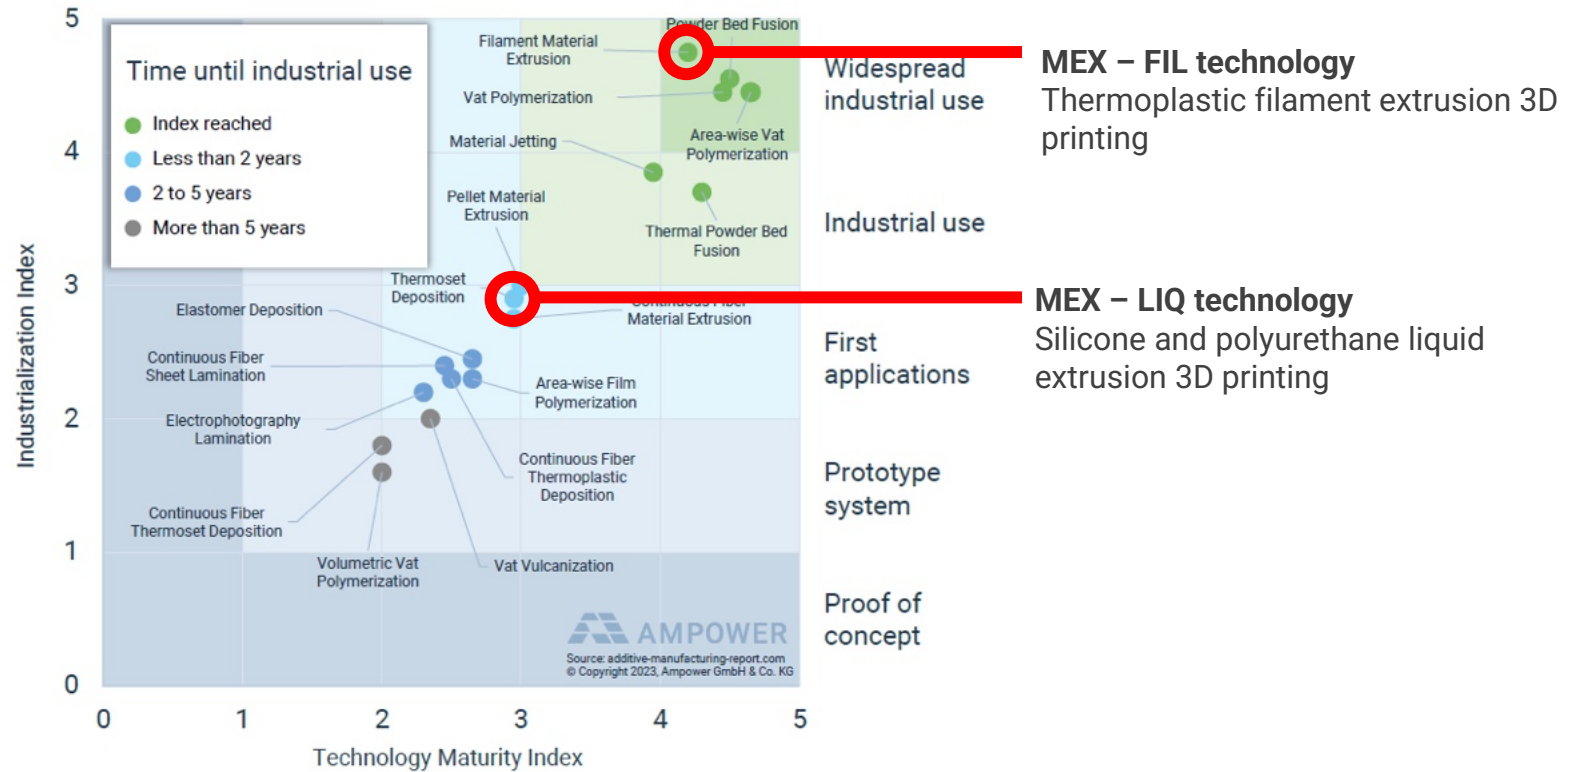 5
4
3
2
1
0
0
1
2
3
4
5
Industrialization Index
Technology Maturity Index
Time until industrial use
Index reached
Less than 2 years
2 to 5 years
More than 5 years
Powder Bed Fusion
Filament Material
Extrusion
Vat Polymerization
Area-wise Vat
Polymerization
Material Jetting
Pellet Material
Extrusion
Thermal Powder Bed
Fusion
Thermoset
Deposition
Continuous Fiber
Material Extrusion
Elastomer Deposition
Continuous Fiber
Sheet Lamination
Area-wise Film
Polymerization
Electrophotography
Lamination
Continuous Fiber
Thermoplastic
Deposition
Continuous Fiber
Thermoset Deposition
Volumetric Vat
Polymerization
Vat Vulcanization
AMPOWER
Source: additive-manufacturing-report.com
© Copyright 2023, Ampower GmbH & Co. KG
Widespread
industrial use
Industrial use
First
applications
Prototype
system
Proof of
concept
MEX – FIL technology
Thermoplastic filament extrusion 3D
printing
MEX – LIQ technology
Silicone and polyurethane liquid
extrusion 3D printing